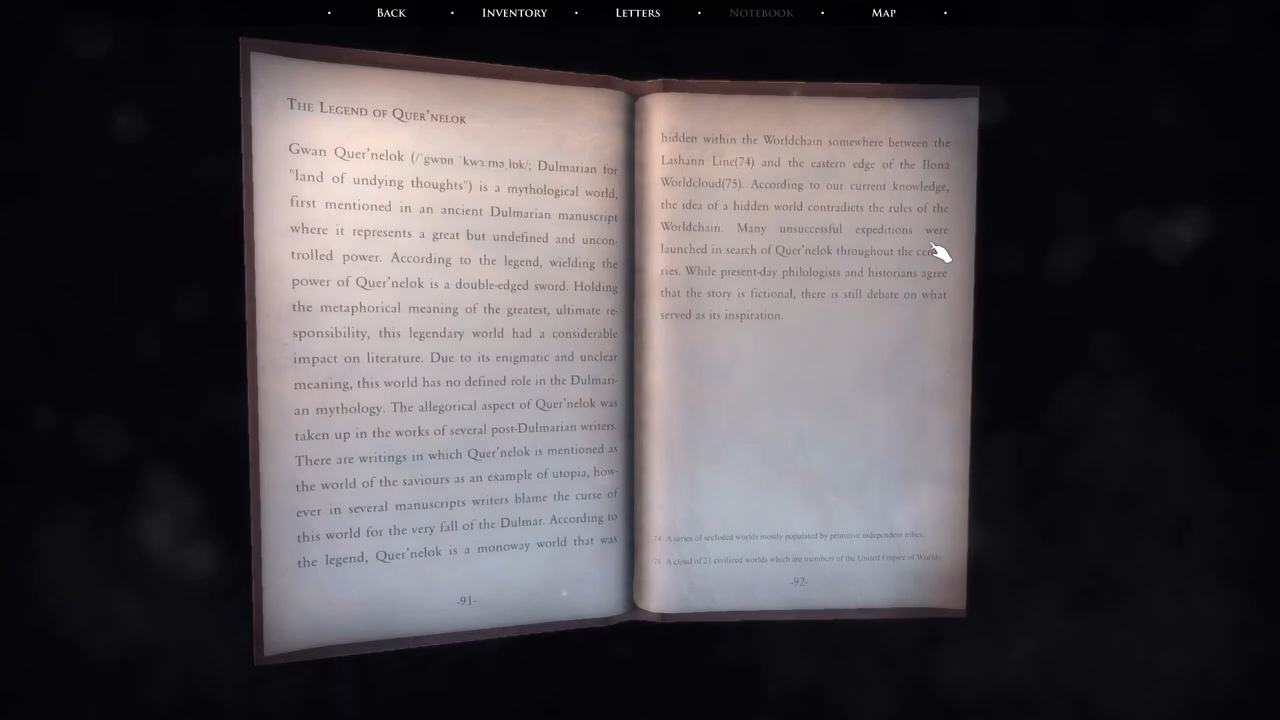 BACK
INVENTORY
LETTERS
NOTEBOOK
MAP
THE LEGEND OF QUER'NELOK
Gwan Quer'nelok (/ˈgwɒn ˈkwɜːnəˌlɒk/; Dulmarian for
"land of undying thoughts") is a mythological world,
first mentioned in an ancient Dulmarian manuscript
where it represents a great but undefined and uncon-
trolled power. According to the legend, wielding the
power of Quer'nelok is a double-edged sword. Holding
the metaphorical meaning of the greatest, ultimate re-
sponsibility, this legendary world had a considerable
impact on literature. Due to its enigmatic and unclear
meaning, this world has no defined role in the Dulmari-
an mythology. The allegorical aspect of Quer'nelok was
taken up in the works of several post-Dulmarian writers.
There are writings in which Quer'nelok is mentioned as
the world of the saviours as an example of utopia, how-
ever in several manuscripts writers blame the curse of
this world for the very fall of the Dulmar. According to
the legend, Quer'nelok is a monoway world that was
-91-
hidden within the Worldchain somewhere between the
Lashann Line(74) and the eastern edge of the Ilona
Worldcloud(75). According to our current knowledge,
the idea of a hidden world contradicts the rules of the
Worldchain. Many unsuccessful expeditions were
launched in search of Quer'nelok throughout the
ries. While present-day philologists and historians agree
that the story is fictional, there is still debate on what
served as its inspiration.
74 A series of secluded worlds mostly populated by primitive independent tribes.
75 A cloud of 21 civilized worlds which are members of the United Empire of Worlds
-92-